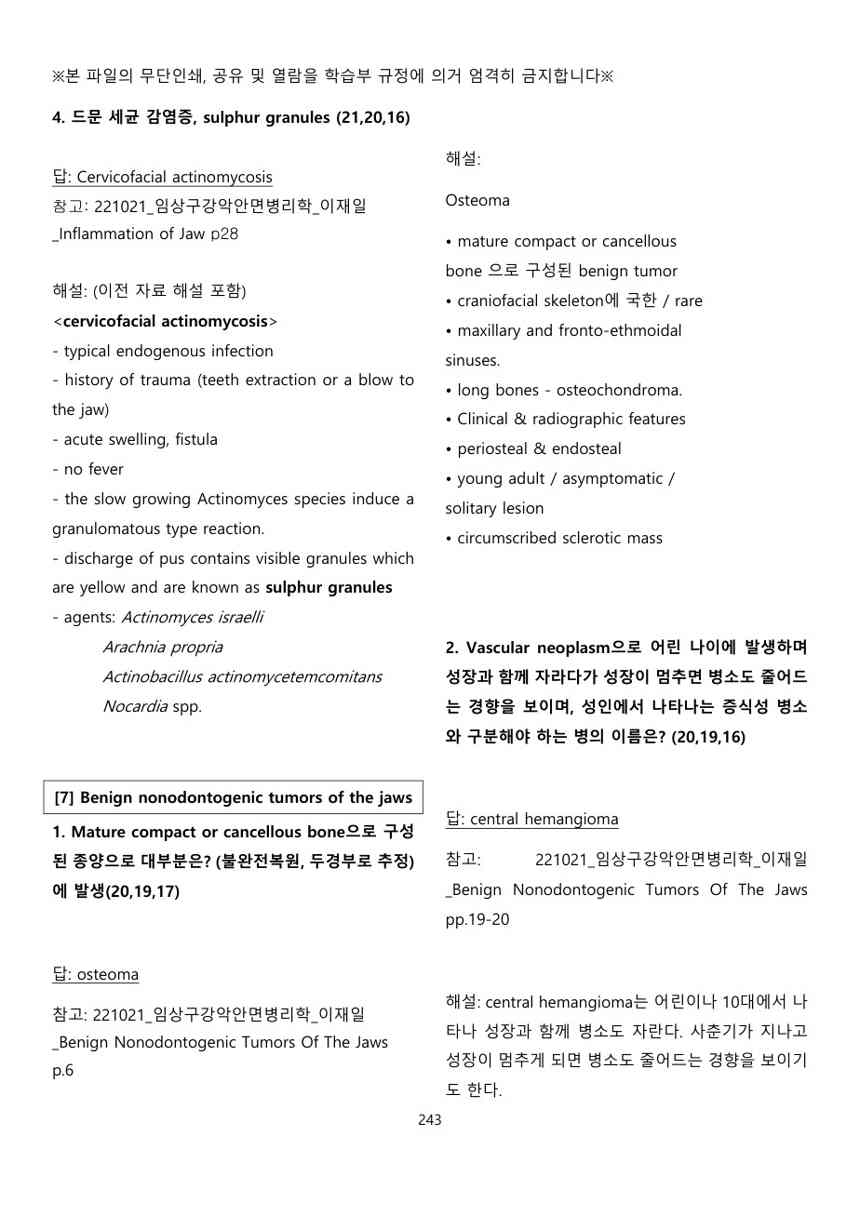 ※본 파일의 무단인쇄, 공유 및 열람을 학습부 규정에 의거 엄격히 금지합니다※
4. 드문 세균 감염증, sulphur granules (21,20,16)
답: Cervicofacial actinomycosis
참고: 221021_임상구강악안면병리학_이재일
_Inflammation of Jaw p28
해설: (이전 자료 해설 포함)
<cervicofacial actinomycosis>
- typical endogenous infection
- history of trauma (teeth extraction or a blow to
the jaw)
- acute swelling, fistula
- no fever
- the slow growing Actinomyces species induce a
granulomatous type reaction.
- discharge of pus contains visible granules which
are yellow and are known as sulphur granules
- agents: Actinomyces israelli
Arachnia propria
Actinobacillus actinomycetemcomitans
Nocardia spp.
[7] Benign nonodontogenic tumors of the jaws
1. Mature compact or cancellous bone으로 구성
된 종양으로 대부분은? (불완전복원, 두경부로 추정)
에 발생(20,19,17)
답: osteoma
참고: 221021_임상구강악안면병리학_이재일
_Benign Nonodontogenic Tumors Of The Jaws
p.6
해설:
Osteoma
• mature compact or cancellous
bone 으로 구성된 benign tumor
• craniofacial skeleton에 국한 / rare
• maxillary and fronto-ethmoidal
sinuses.
• long bones - osteochondroma.
• Clinical & radiographic features
• periosteal & endosteal
• young adult / asymptomatic /
solitary lesion
• circumscribed sclerotic mass
2. Vascular neoplasm으로 어린 나이에 발생하며
성장과 함께 자라다가 성장이 멈추면 병소도 줄어드
는 경향을 보이며, 성인에서 나타나는 증식성 병소
와 구분해야 하는 병의 이름은? (20,19,16)
답: central hemangioma
참고: 221021_임상구강악안면병리학_이재일
_Benign Nonodontogenic Tumors Of The Jaws
pp.19-20
해설: central hemangioma는 어린이나 10대에서 나
타나 성장과 함께 병소도 자란다. 사춘기가 지나고
성장이 멈추게 되면 병소도 줄어드는 경향을 보이기
도 한다.
243